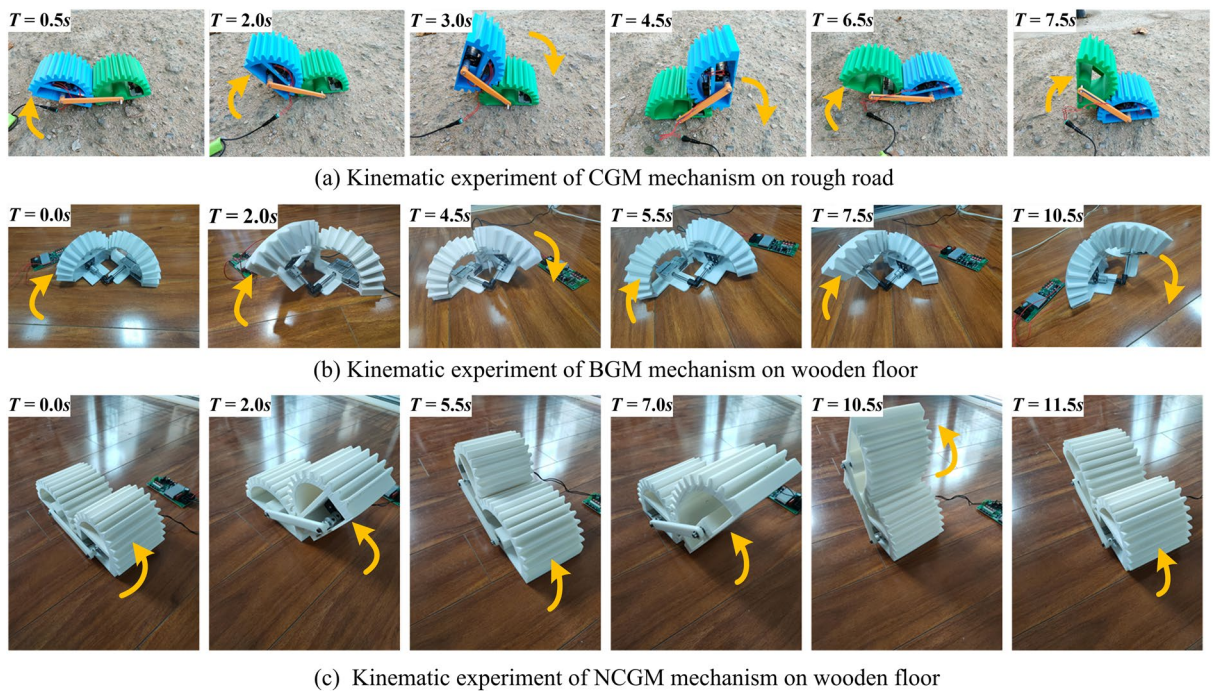 T = 0.5s
T = 2.0s
T = 3.0s
T = 4.5s
T = 6.5s
T = 7.5s
(a) Kinematic experiment of CGM mechanism on rough road
T = 0.0s
T = 2.0s
T = 4.5s
T = 5.5s
T = 7.5s
T = 10.5s
(b) Kinematic experiment of BGM mechanism on wooden floor
T = 0.0s
T = 2.0s
T = 5.5s
T = 7.0s
T = 10.5s
T = 11.5s
(c) Kinematic experiment of NCGM mechanism on wooden floor